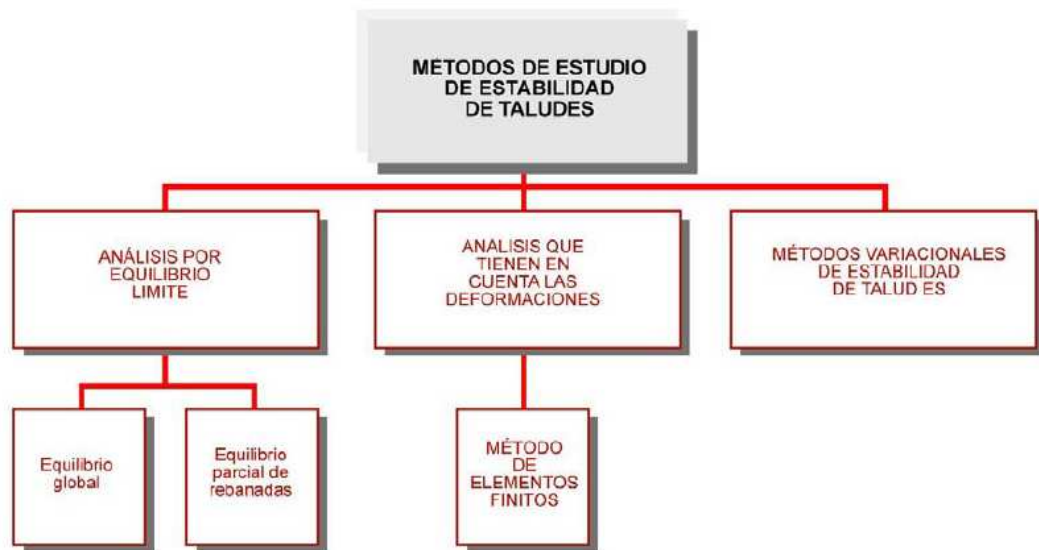 MÉTODOS DE ESTUDIO
DE ESTABILIDAD
DE TALUDES
ANÁLISIS POR
EQUILIBRIO
LIMITE
ANALISIS QUE
TIENEN EN
CUENTA LAS
DEFORMACIONES
MÉTODOS VARIACIONALES
DE ESTABILIDAD
DE TALUD ES
Equilibrio
global
Equilibrio
parcial de
rebanadas
MÉTODO
DE
ELEMENTOS
FINITOS